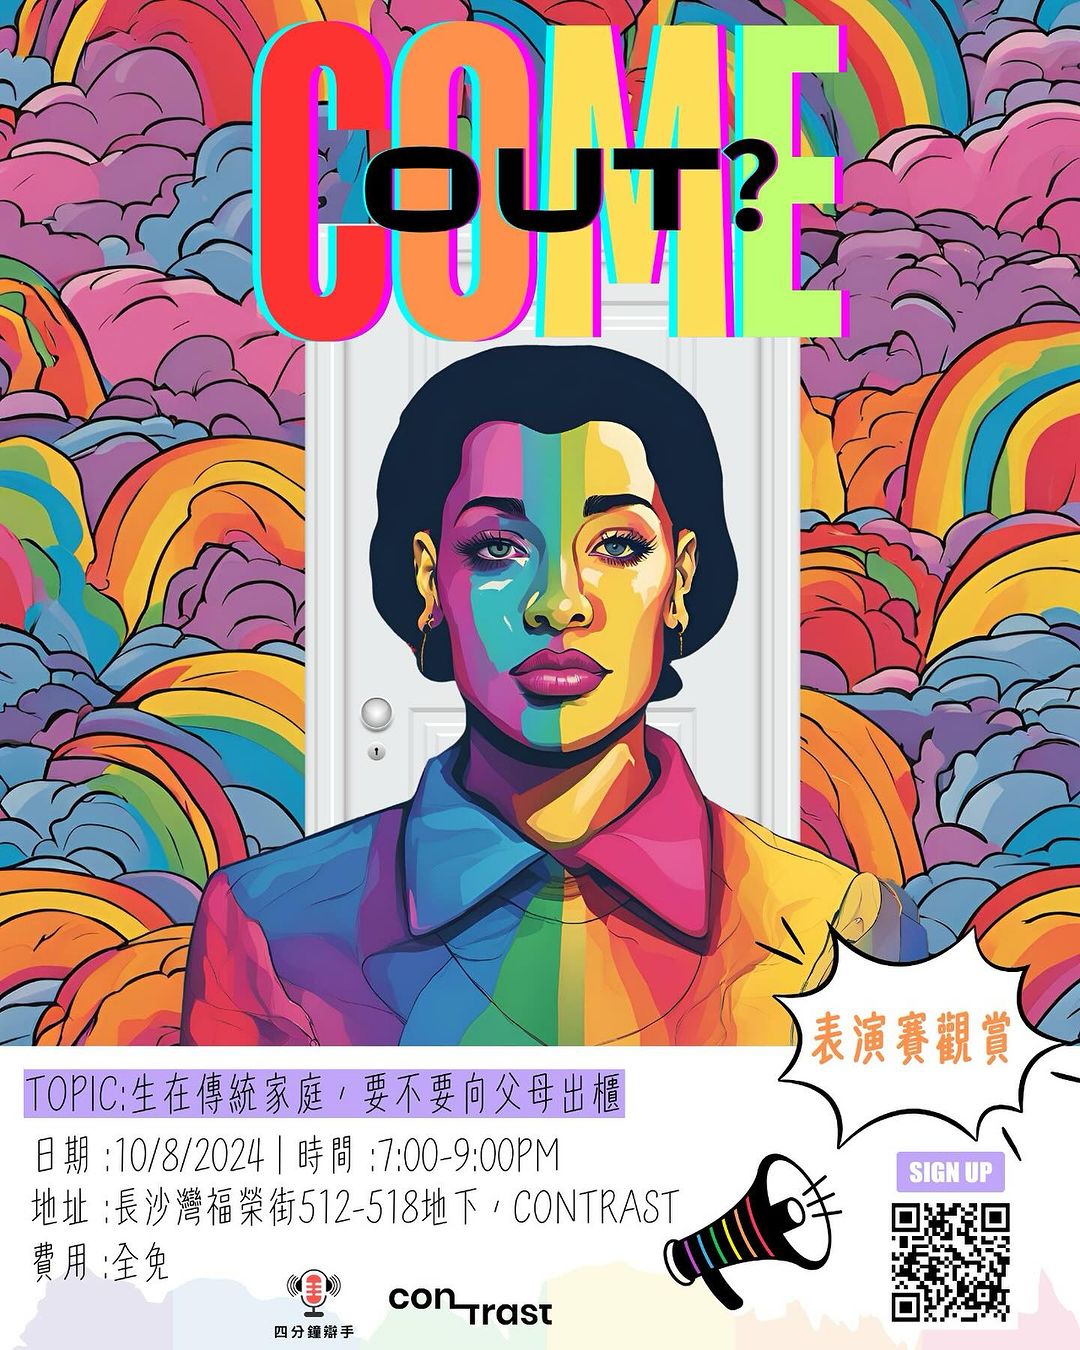 COME
OUT?
表演賽觀賞
TOPIC:生在傳統家庭，要不要向父母出櫃
日期 :10/8/2024 | 時間 :7:00-9:00PM
地址 :長沙灣福榮街512-518地下，CONTRAST
費用 :全免
SIGN UP
四分鐘辯手
contrast